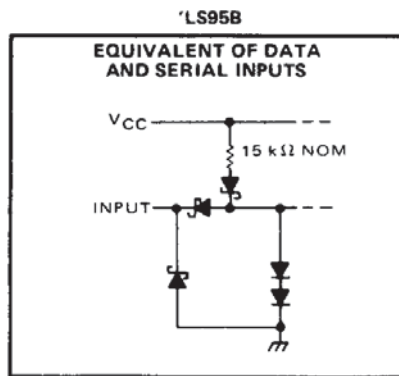 'LS95B
EQUIVALENT OF DATA
AND SERIAL INPUTS
VCC
15 kΩ NOM
INPUT